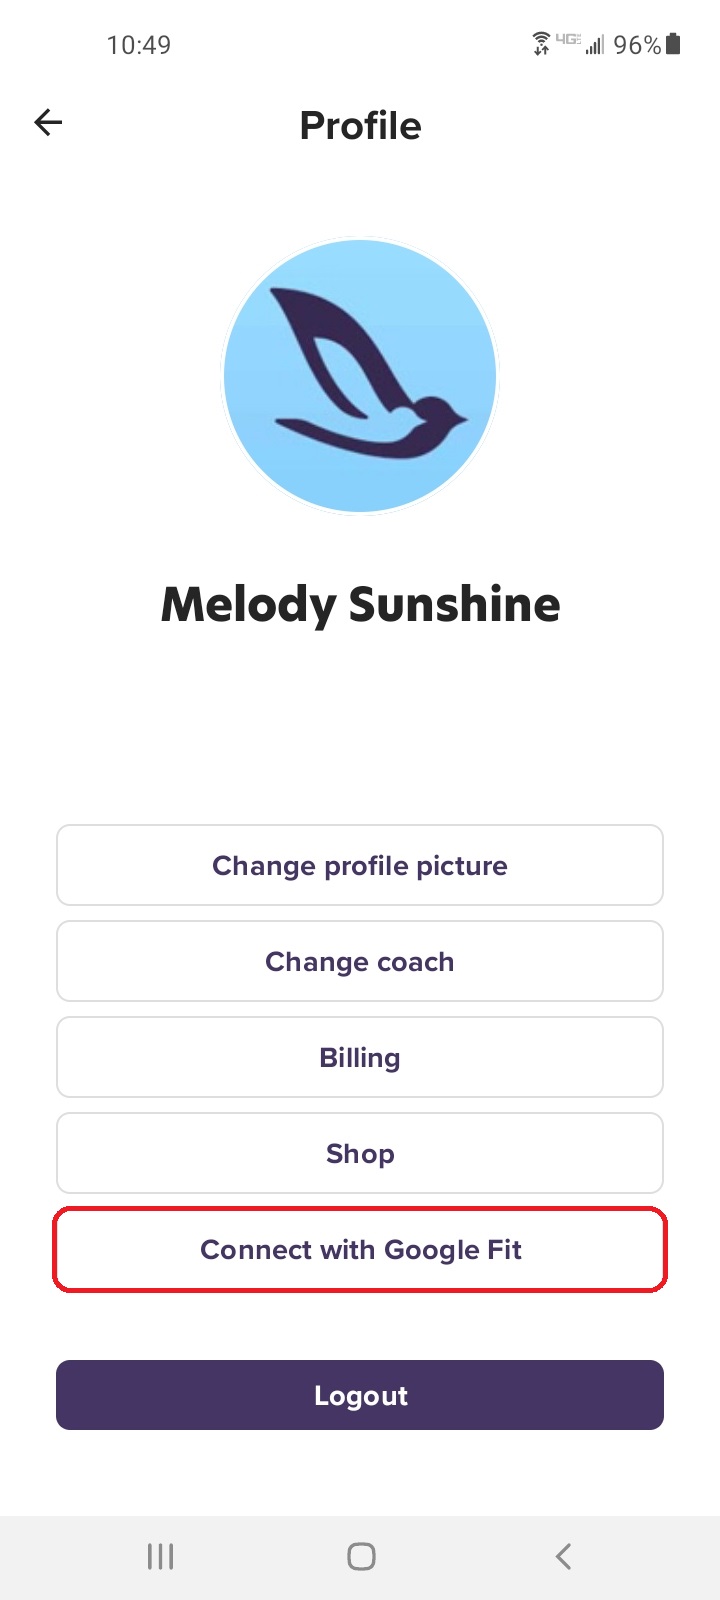 10:49
4G 96%
Profile
Melody Sunshine
Change profile picture
Change coach
Billing
Shop
Connect with Google Fit
Logout